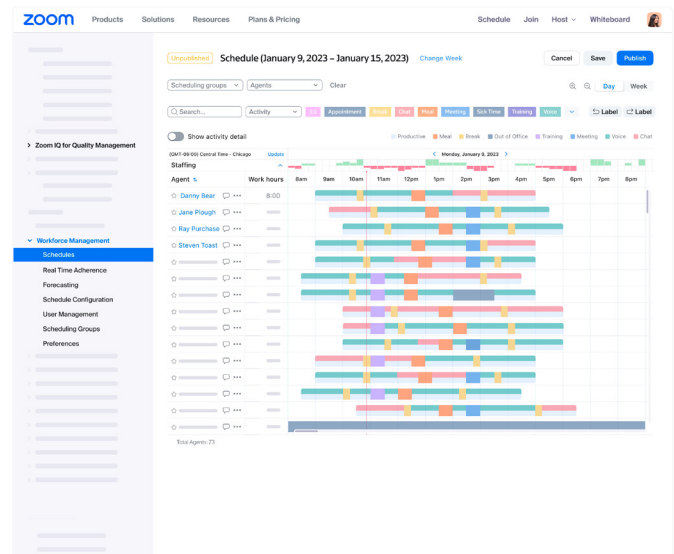 zoom Products Solutions Resources Plans & Pricing Schedule Join Host Whiteboard
Unpublished Schedule (January 9, 2023 – January 15, 2023) Change Week Cancel Save Publish
Scheduling groups Agents Clear Day Week
Search... Activity Appointment Break Chat Meal Meeting Sick Time Training Voice Label Label
Zoom IQ for Quality Management
Show activity detail Productive Meal Break Out of Office Training Meeting Voice Chat
(GMT-06:00) Central Time - Chicago Update Monday, January 9, 2023
Staffing
Agent Work hours 8am 9am 10am 11am 12pm 1pm 2pm 3pm 4pm 5pm 6pm 7pm 8pm
Danny Bear 8:00
Jane Plough
Ray Purchase
Workforce Management
Steven Toast
Schedules
Real Time Adherence
Forecasting
Schedule Configuration
User Management
Scheduling Groups
Preferences
Total Agents: 73